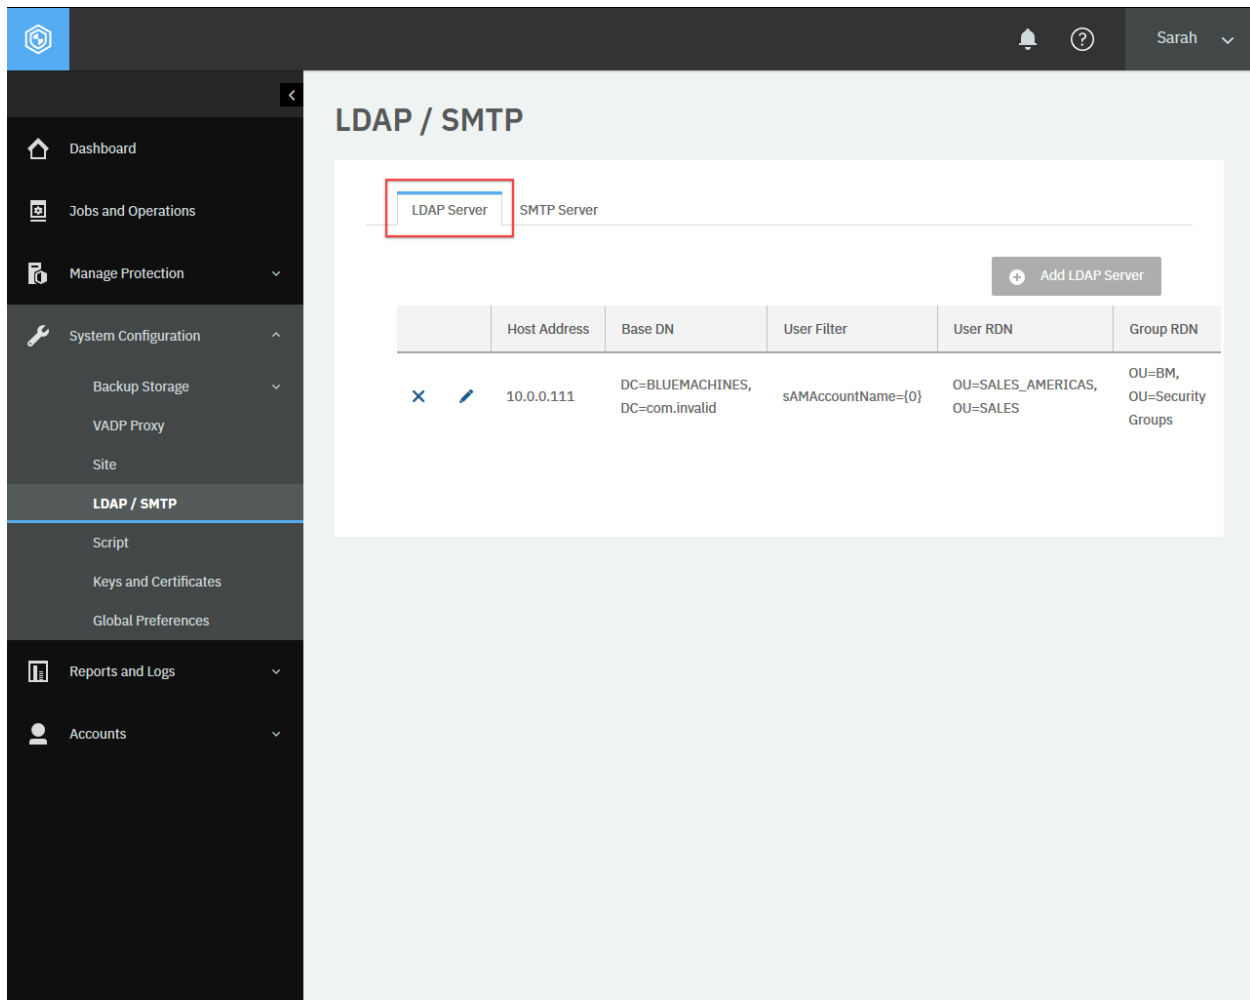 Sarah
LDAP / SMTP
Dashboard
Jobs and Operations
Manage Protection
System Configuration
Backup Storage
VADP Proxy
Site
LDAP / SMTP
Script
Keys and Certificates
Global Preferences
Reports and Logs
Accounts
LDAP Server SMTP Server
Add LDAP Server
Host Address Base DN User Filter User RDN Group RDN
10.0.0.111
DC=BLUEMACHINES,
DC=com.invalid
sAMAccountName={0}
OU=SALES_AMERICAS,
OU=SALES
OU=BM,
OU=Security
Groups